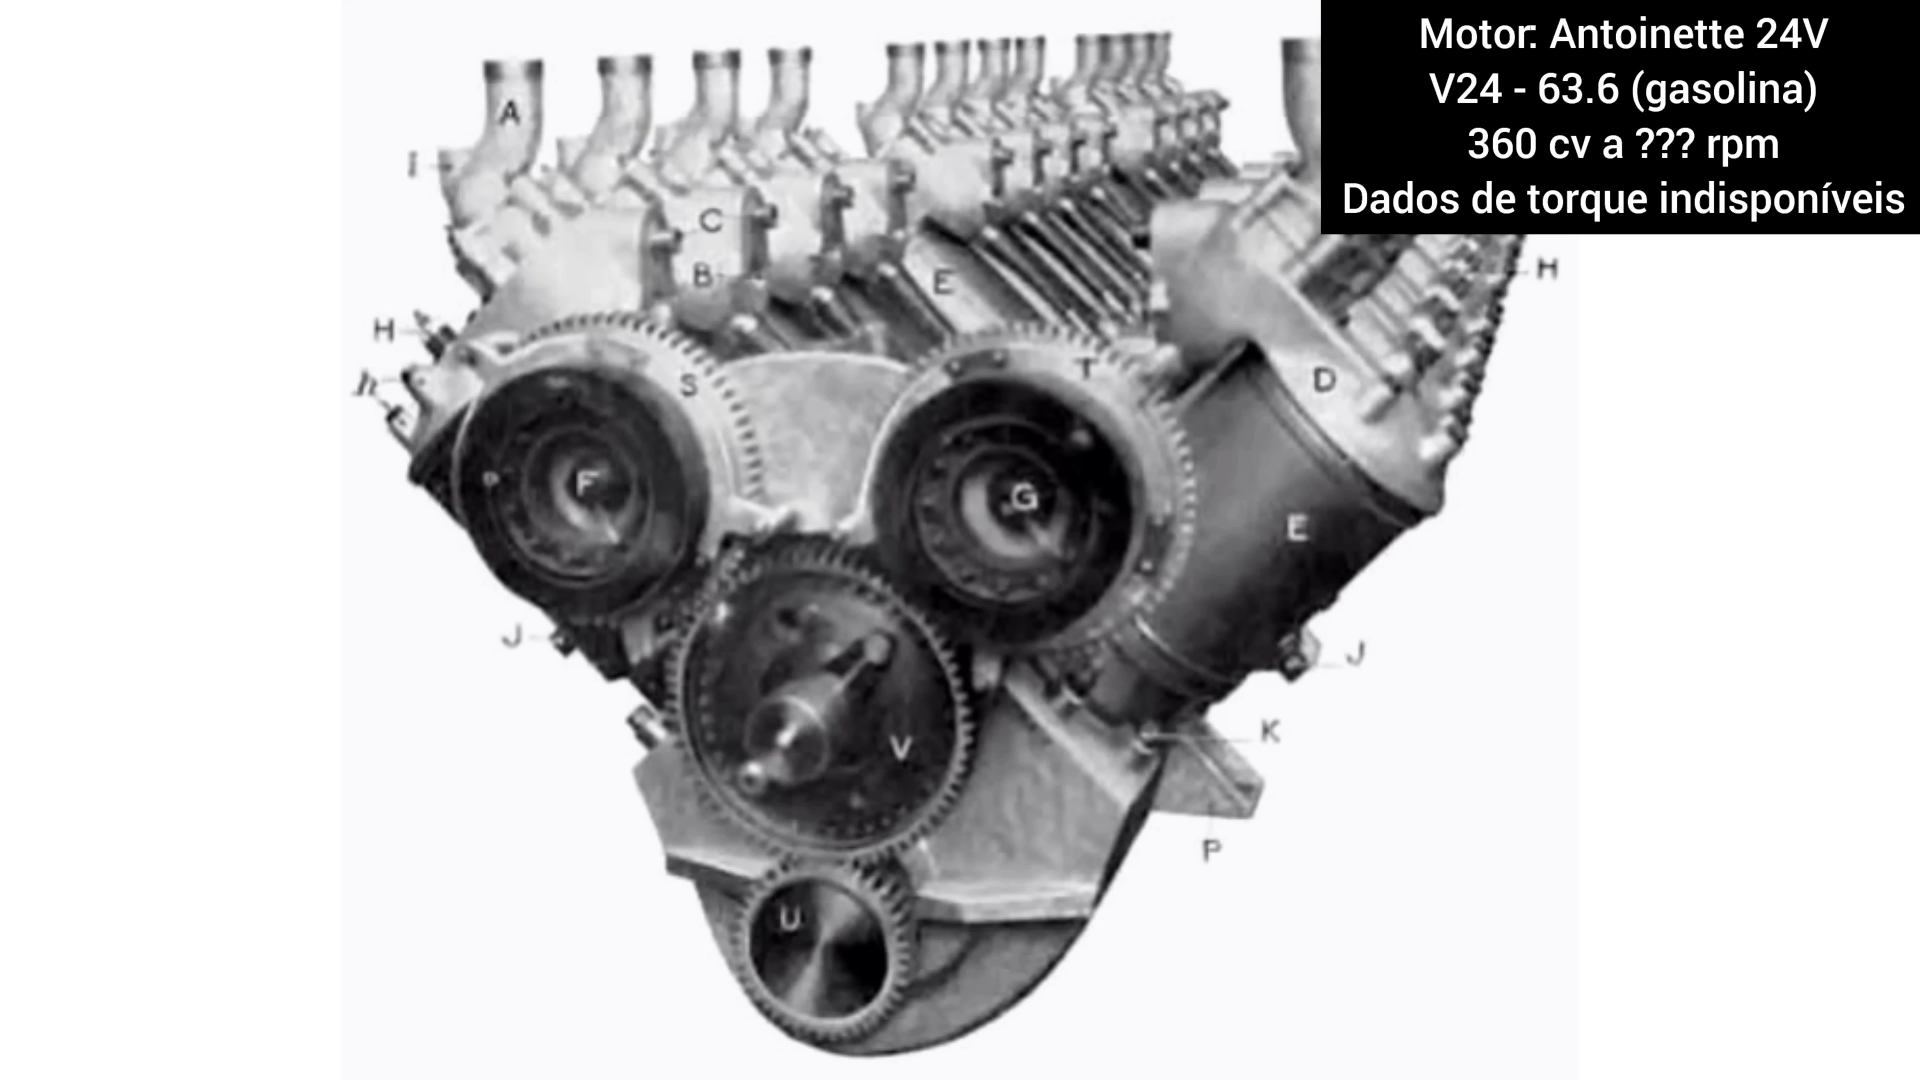 Motor: Antoinette 24V
V24 - 63.6 (gasolina)
360 cv a ??? rpm
Dados de torque indisponíveis
A
i
C
B
E
H
H
h
S
T
D
F
G
E
J
J
V
K
P
U